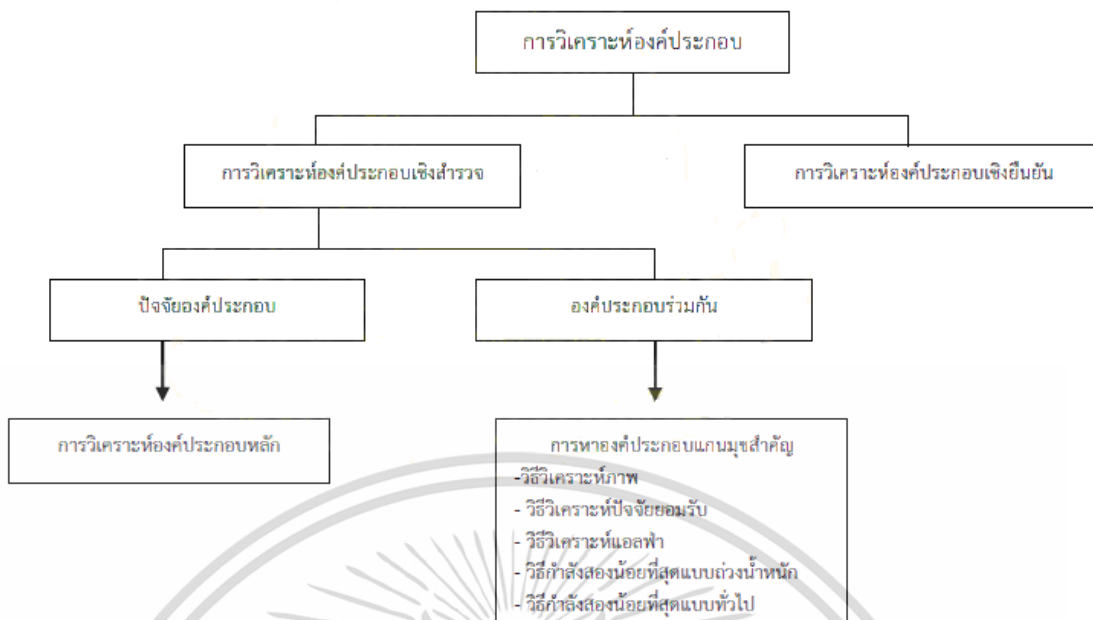 การวิเคราะห์องค์ประกอบ
การวิเคราะห์องค์ประกอบเชิงสำรวจ
การวิเคราะห์องค์ประกอบเชิงยืนยัน
ปัจจัยองค์ประกอบ
องค์ประกอบร่วมกัน
การวิเคราะห์องค์ประกอบหลัก
การหาองค์ประกอบแกนมุขสำคัญ
-วิธีวิเคราะห์ภาพ
- วิธีวิเคราะห์ปัจจัยยอมรับ
- วิธีวิเคราะห์แอลฟ่า
- วิธีกำลังสองน้อยที่สุดแบบถ่วงน้ำหนัก
- วิธีกำลังสองน้อยที่สุดแบบทั่วไป